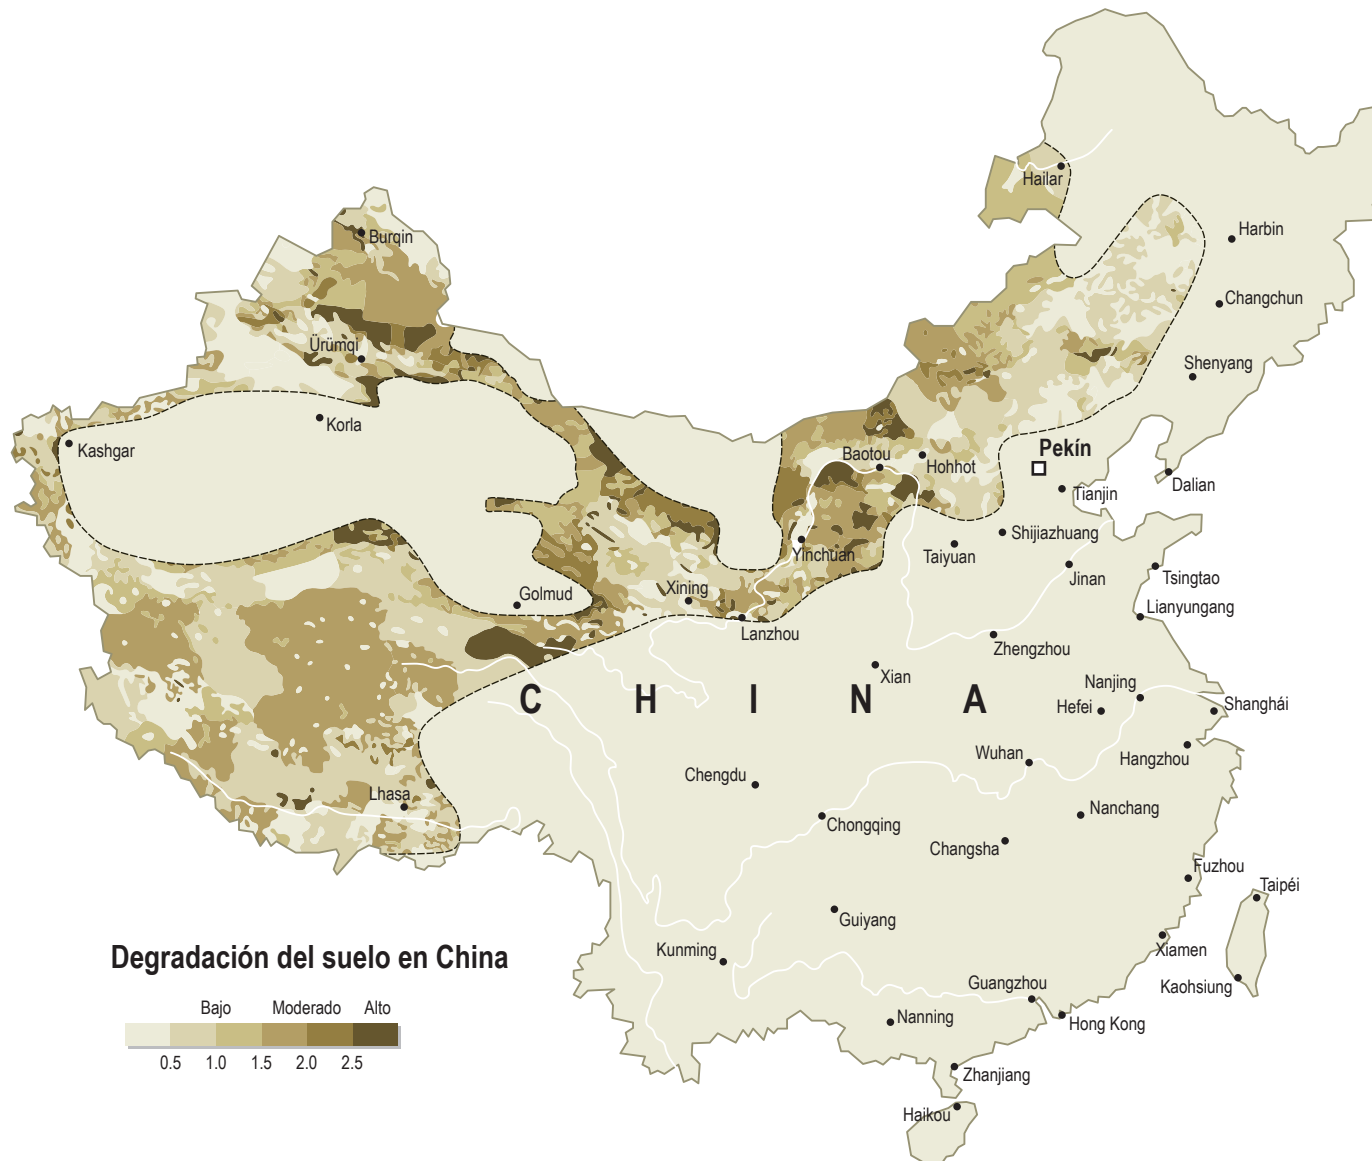 Hailar
Harbin
Burqin
Changchun
Ürümqi
Shenyang
Korla
Kashgar
Pekín
Baotou
Hohhot
Dalian
Tianjin
Shijiazhuang
Yinchuan
Taiyuan
Jinan
Tsingtao
Golmud
Xining
Lianyungang
Lanzhou
Zhengzhou
Xian
Nanjing
C H I N A
Hefei
Shanghái
Wuhan
Hangzhou
Chengdu
Lhasa
Nanchang
Chongqing
Changsha
Fuzhou
Taipéi
Guiyang
Kunming
Xiamen
Degradación del suelo en China
Guangzhou
Kaohsiung
Bajo Moderado Alto
Nanning
Hong Kong
0.5 1.0 1.5 2.0 2.5
Zhanjiang
Haikou